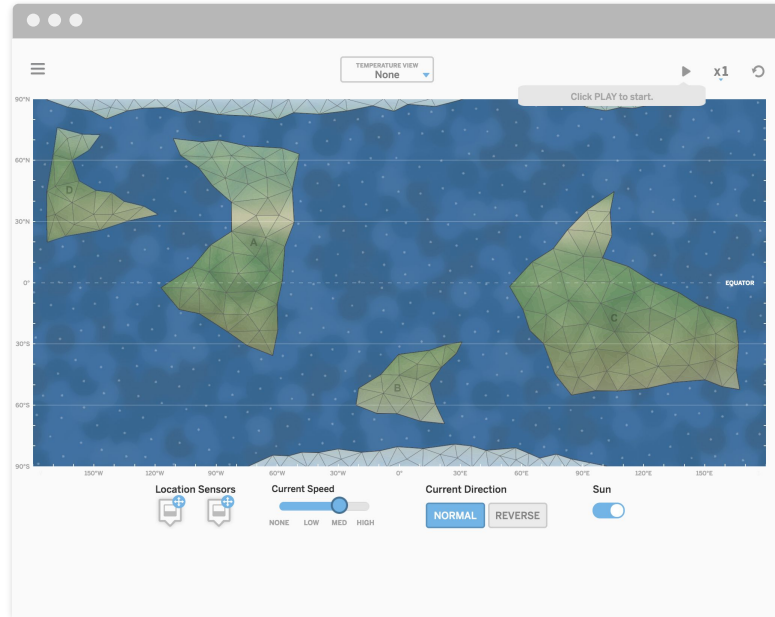 TEMPERATURE VIEW
None
x1
Click PLAY to start.
90°N
60°N
30°N
0°
30°S
60°S
90°S
D
A
B
C
EQUATOR
150°W
120°W
90°W
60°W
30°W
0°
30°E
60°E
90°E
120°E
150°E
Location Sensors
Current Speed
NONE
LOW
MED
HIGH
Current Direction
NORMAL
REVERSE
Sun